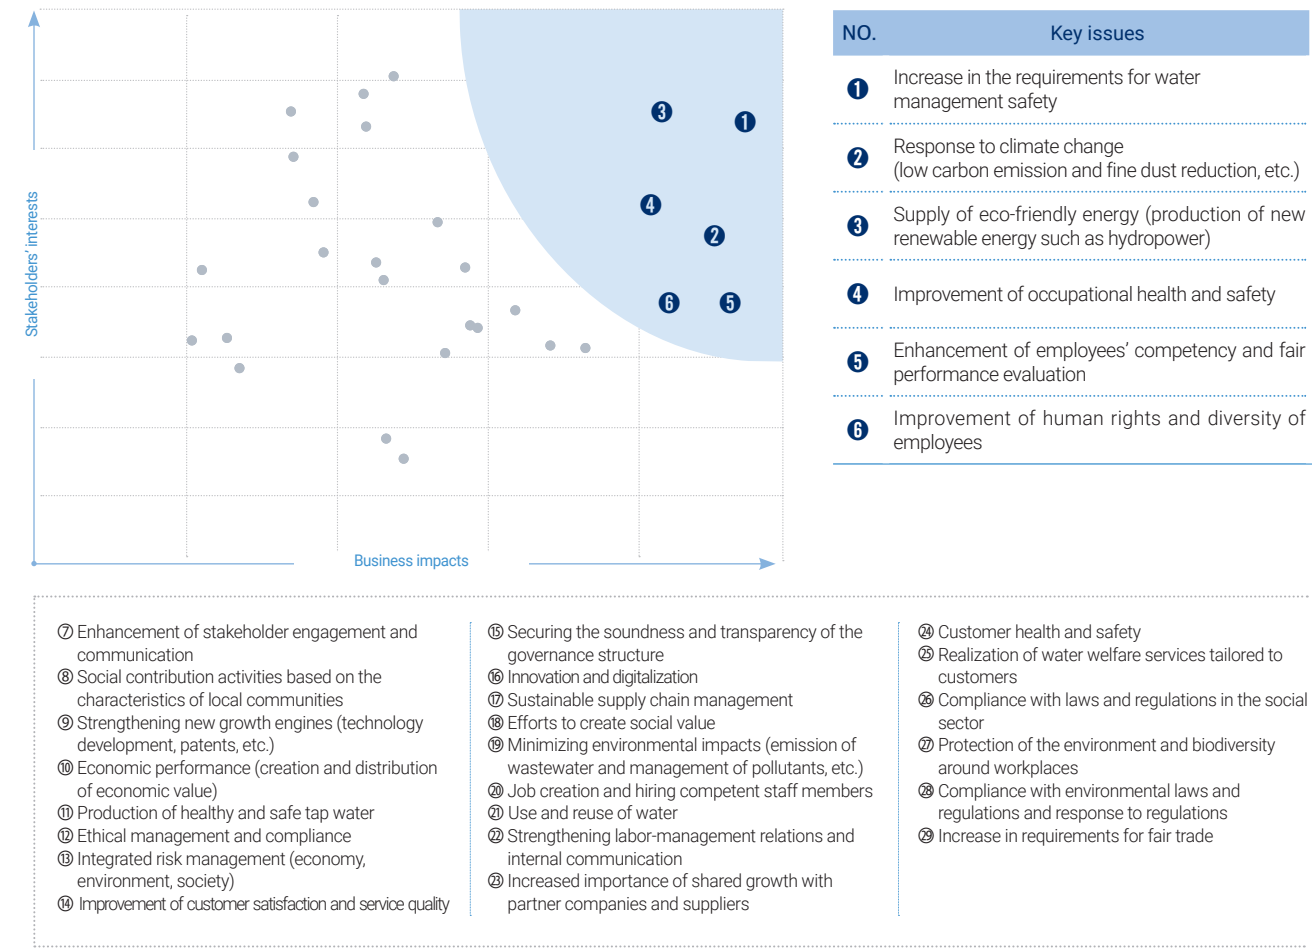 Stakeholders' interests
3
1
4
2
6
5
Business impacts
NO. Key issues
1 Increase in the requirements for water
management safety
2 Response to climate change
(low carbon emission and fine dust reduction, etc.)
3 Supply of eco-friendly energy (production of new
renewable energy such as hydropower)
4 Improvement of occupational health and safety
5 Enhancement of employees' competency and fair
performance evaluation
6 Improvement of human rights and diversity of
employees
⑦ Enhancement of stakeholder engagement and
communication
⑧ Social contribution activities based on the
characteristics of local communities
⑨ Strengthening new growth engines (technology
development, patents, etc.)
⑩ Economic performance (creation and distribution
of economic value)
⑪ Production of healthy and safe tap water
⑫ Ethical management and compliance
⑬ Integrated risk management (economy,
environment, society)
⑭ Improvement of customer satisfaction and service quality
⑮ Securing the soundness and transparency of the
governance structure
⑯ Innovation and digitalization
⑰ Sustainable supply chain management
⑱ Efforts to create social value
⑲ Minimizing environmental impacts (emission of
wastewater and management of pollutants, etc.)
⑳ Job creation and hiring competent staff members
㉑ Use and reuse of water
㉒ Strengthening labor-management relations and
internal communication
㉓ Increased importance of shared growth with
partner companies and suppliers
㉔ Customer health and safety
㉕ Realization of water welfare services tailored to
customers
㉖ Compliance with laws and regulations in the social
sector
㉗ Protection of the environment and biodiversity
around workplaces
㉘ Compliance with environmental laws and
regulations and response to regulations
㉙ Increase in requirements for fair trade